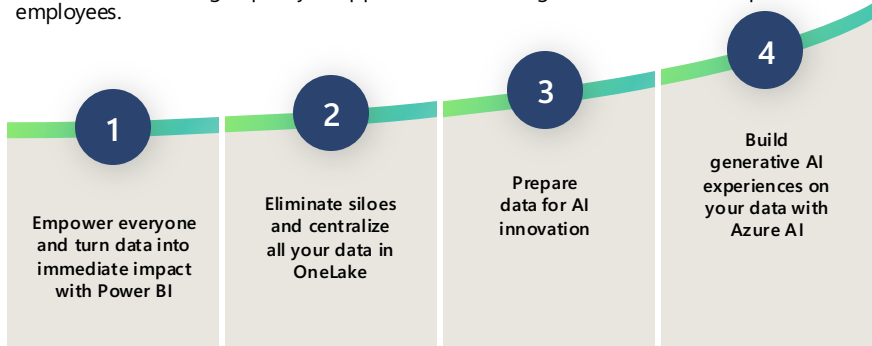 employees.
1
Empower everyone
and turn data into
immediate impact
with Power BI
2
Eliminate siloes
and centralize
all your data in
OneLake
3
Prepare
data for AI
innovation
4
Build
generative AI
experiences on
your data with
Azure AI